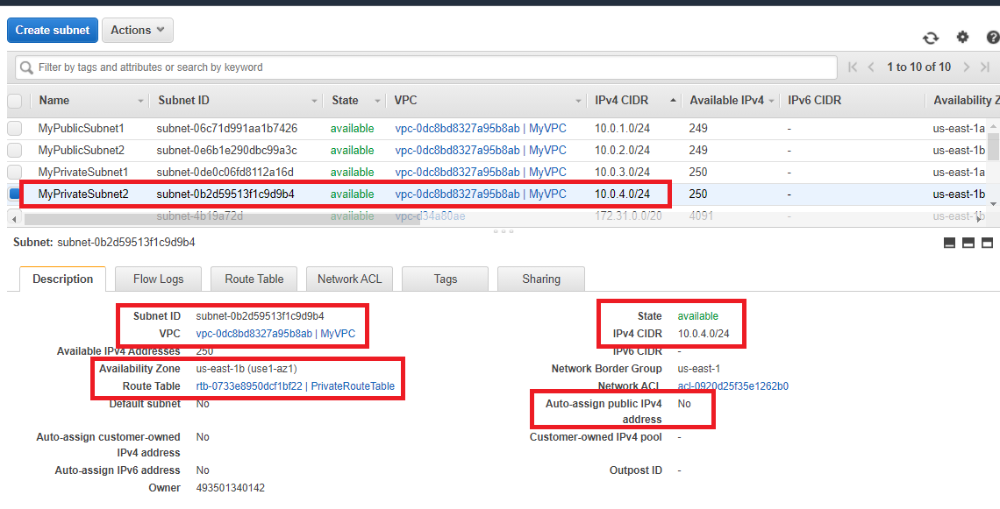 Create subnet Actions
Filter by tags and attributes or search by keyword 1 to 10 of 10
Name Subnet ID State VPC IPv4 CIDR Available IPv4 IPv6 CIDR Availability Z
MyPublicSubnet1 subnet-06c71d991aa1b7426 available vpc-0dc8bd8327a95b8ab | MyVPC 10.0.1.0/24 249 - us-east-1a
MyPublicSubnet2 subnet-0e6b1e290dbc99a3c available vpc-0dc8bd8327a95b8ab | MyVPC 10.0.2.0/24 249 - us-east-1b
MyPrivateSubnet1 subnet-0de0c06fd8112a16d available vpc-0dc8bd8327a95b8ab | MyVPC 10.0.3.0/24 250 - us-east-1a
MyPrivateSubnet2 subnet-0b2d59513f1c9d9b4 available vpc-0dc8bd8327a95b8ab | MyVPC 10.0.4.0/24 250 - us-east-1b
subnet-4b19a72d available vpc-d34a80ae 172.31.0.0/20 4091 - us-east-1b
Subnet: subnet-0b2d59513f1c9d9b4
Description Flow Logs Route Table Network ACL Tags Sharing
Subnet ID subnet-0b2d59513f1c9d9b4 State available
VPC vpc-0dc8bd8327a95b8ab | MyVPC IPv4 CIDR 10.0.4.0/24
Available IPv4 Addresses 250 IPv6 CIDR -
Availability Zone us-east-1b (use1-az1) Network Border Group us-east-1
Route Table rtb-0733e8950dcf1bf22 | PrivateRouteTable Network ACL acl-0920d25f35e1262b0
Default subnet No Auto-assign public IPv4 No
address
Auto-assign customer-owned No Customer-owned IPv4 pool -
IPv4 address
Auto-assign IPv6 address No Outpost ID -
Owner 493501340142